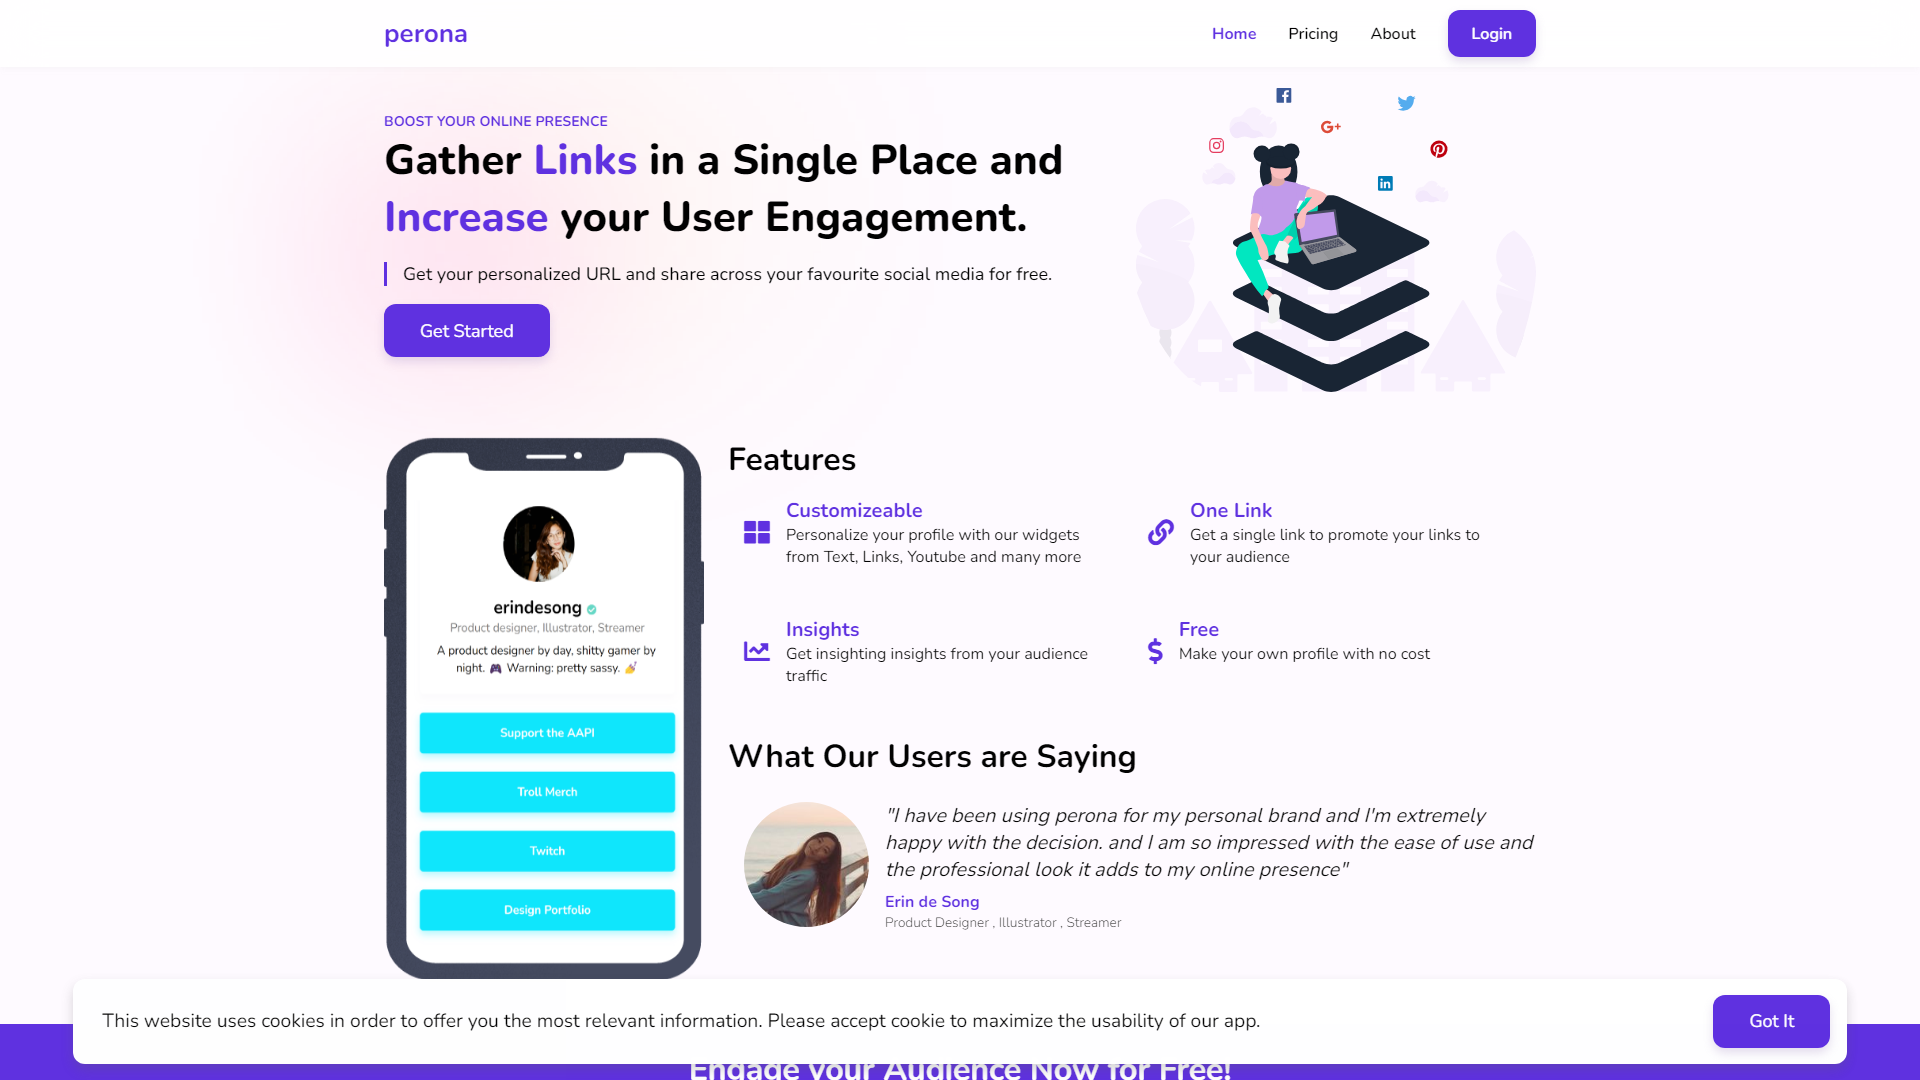 perona
Home
Pricing
About
Login
BOOST YOUR ONLINE PRESENCE
Gather Links in a Single Place and
Increase your User Engagement.
Get your personalized URL and share across your favourite social media for free.
Get Started
erindesong
Product designer, Illustrator, Streamer
A product designer by day, shitty gamer by
night. 🎮 Warning: pretty sassy. 💅
Support the AAPI
Troll Merch
Twitch
Design Portfolio
Features
Customizeable
Personalize your profile with our widgets
from Text, Links, Youtube and many more
One Link
Get a single link to promote your links to
your audience
Insights
Get insighting insights from your audience
traffic
Free
Make your own profile with no cost
What Our Users are Saying
"I have been using perona for my personal brand and I'm extremely
happy with the decision. and I am so impressed with the ease of use and
the professional look it adds to my online presence"
Erin de Song
Product Designer , Illustrator , Streamer
This website uses cookies in order to offer you the most relevant information. Please accept cookie to maximize the usability of our app.
Got It
Engage your Audience Now for Free!